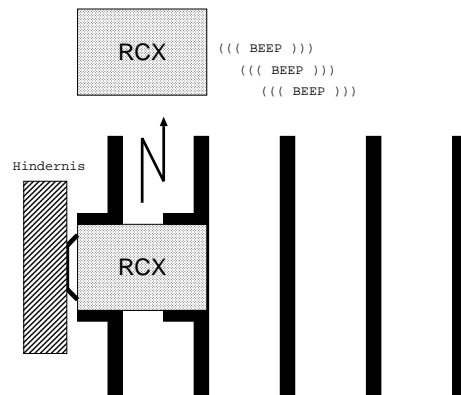 RCX
((( BEEP )))
((( BEEP )))
((( BEEP )))
Hindernis
RCX